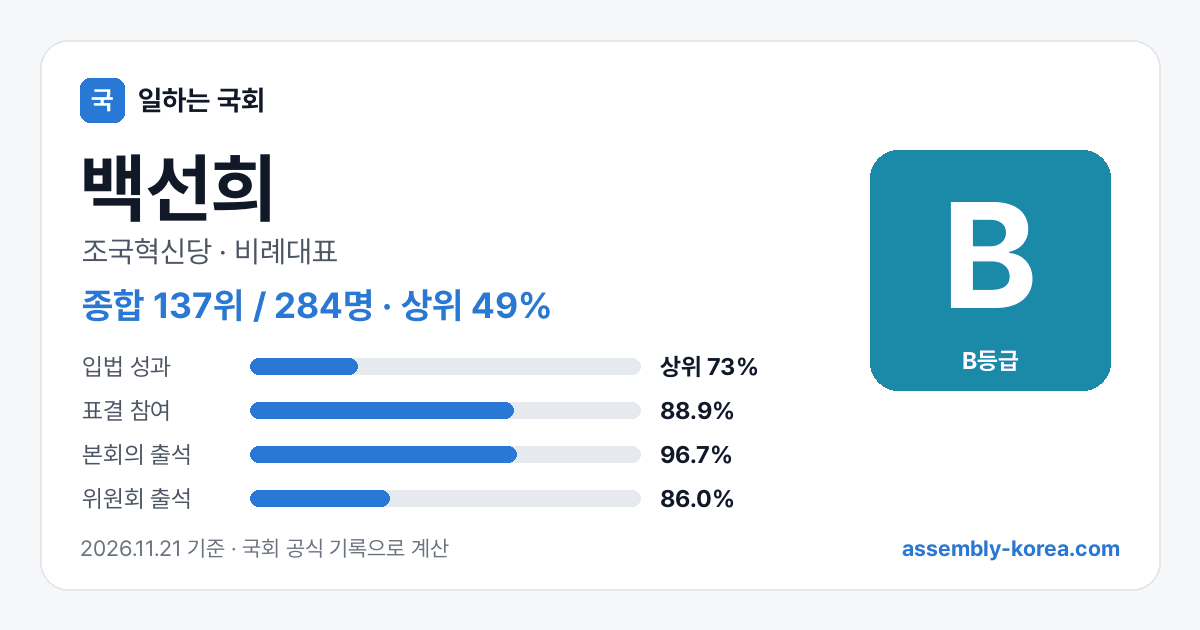 국 일하는 국회
백선희
조국혁신당 · 비례대표
종합 137위 / 284명 · 상위 49%
B
B등급
입법 성과 상위 73%
표결 참여 88.9%
본회의 출석 96.7%
위원회 출석 86.0%
2026.11.21 기준 · 국회 공식 기록으로 계산
assembly-korea.com